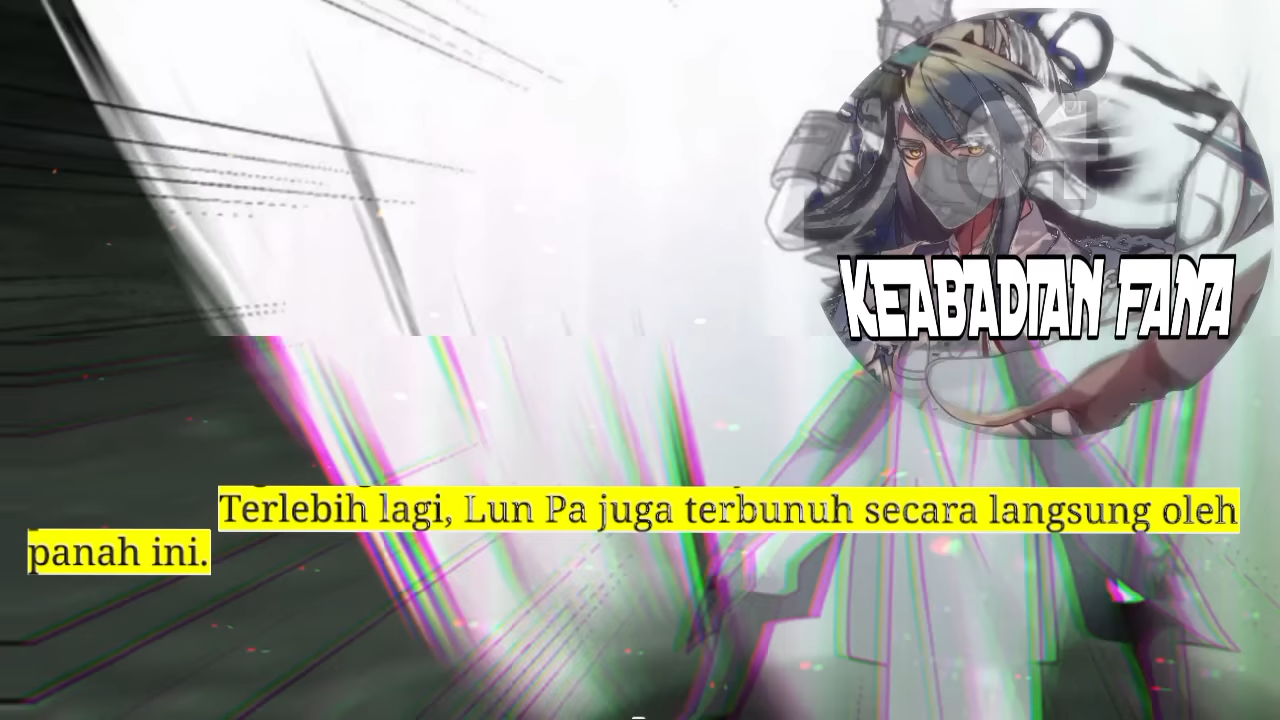 KEABADIAN FANA
Terlebih lagi, Lun Pa juga terbunuh secara langsung oleh
panah ini.